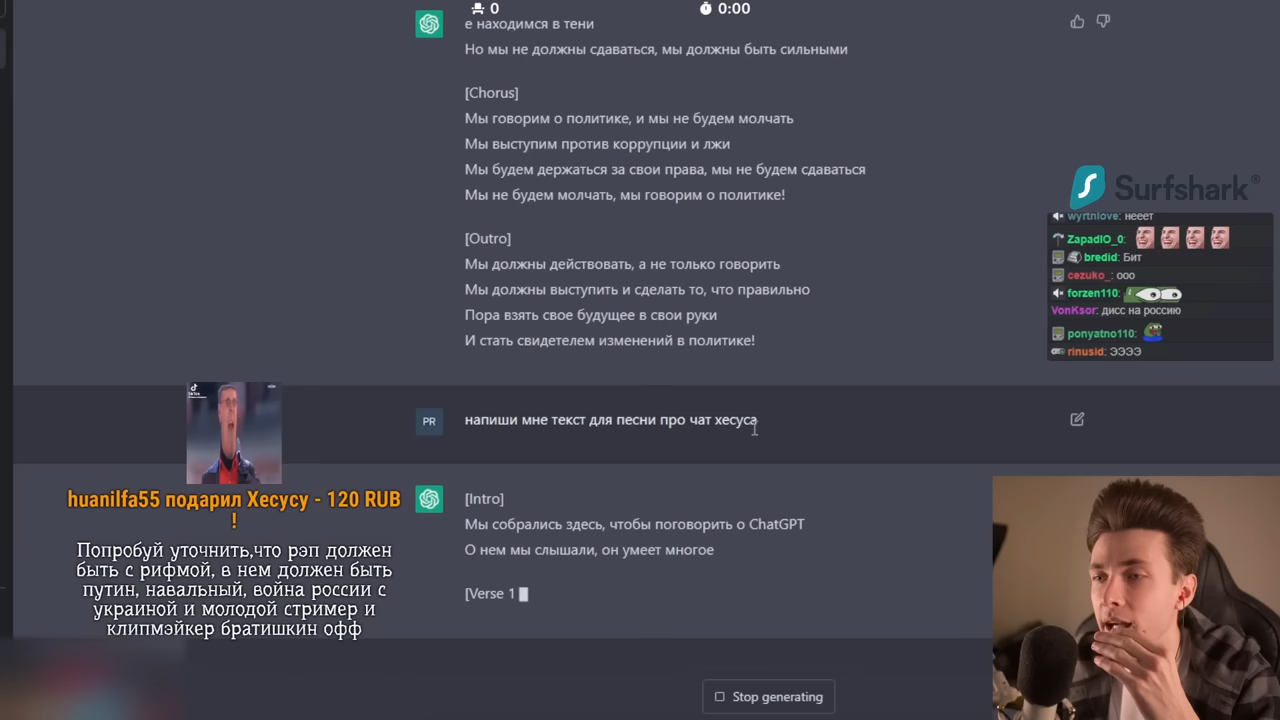 0
0:00
е находимся в тени
Но мы не должны сдаваться, мы должны быть сильными
[Chorus]
Мы говорим о политике, и мы не будем молчать
Мы выступим против коррупции и лжи
Мы будем держаться за свои права, мы не будем сдаваться
Мы не будем молчать, мы говорим о политике!
[Outro]
Мы должны действовать, а не только говорить
Мы должны выступить и сделать то, что правильно
Пора взять свое будущее в свои руки
И стать свидетелем изменений в политике!
Surfshark®
wyrtnlove: нееет
ZapadlO_0:
bredid: Бит
cezuko_: ооо
forzen110:
VonKsor: дисс на россию
ponyatno110:
rinusid: ЭЭЭЭ
PR
напиши мне текст для песни про чат хесуса
huanilfa55 подарил Хесусу - 120 RUB
!
Попробуй уточнить,что рэп должен
быть с рифмой, в нем должен быть
путин, навальный, война россии с
украиной и молодой стример и
клипмэйкер братишкин офф
[Intro]
Мы собрались здесь, чтобы поговорить о ChatGPT
О нем мы слышали, он умеет многое
[Verse 1
Stop generating